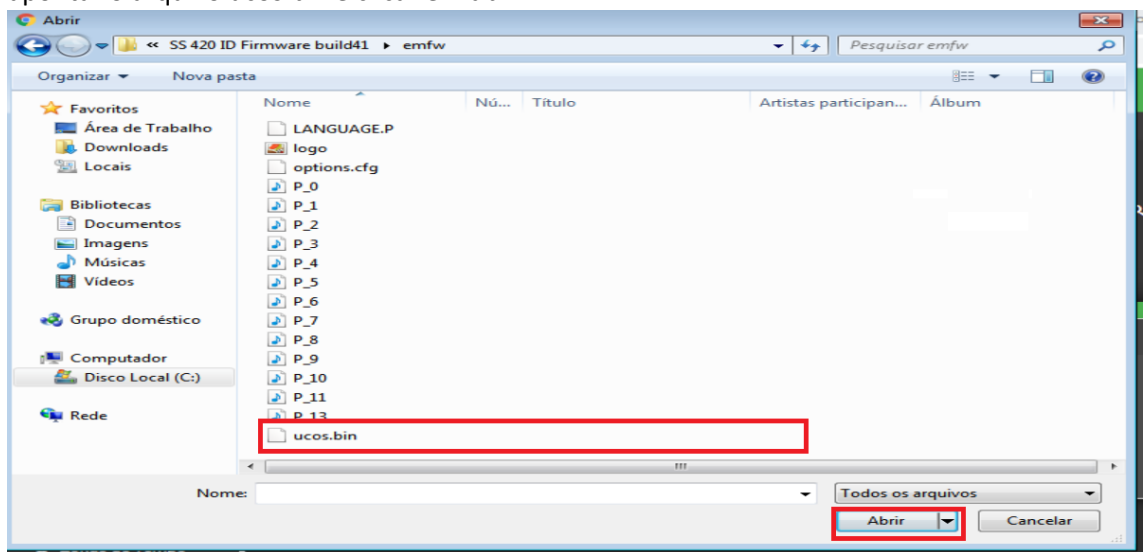 Abrir
« SS 420 ID Firmware build41 ▸ emfw
Pesquisar emfw
Organizar Nova pasta
Nome Nú... Título Artistas participan... Álbum
Favoritos
Área de Trabalho
Downloads
Locais
Bibliotecas
Documentos
Imagens
Músicas
Vídeos
Grupo doméstico
Computador
Disco Local (C:)
Rede
LANGUAGE.P
logo
options.cfg
P_0
P_1
P_2
P_3
P_4
P_5
P_6
P_7
P_8
P_9
P_10
P_11
P_13
ucos.bin
Nome:
Todos os arquivos
Abrir Cancelar